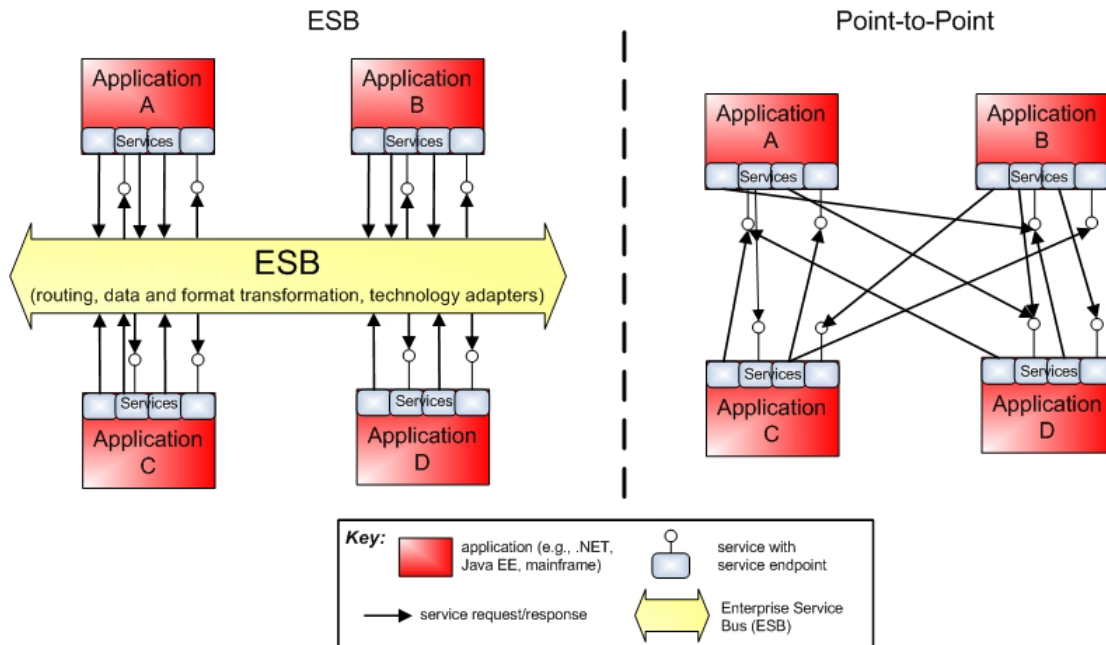 ESB
Point-to-Point
Application
A
Services
Application
B
Services
Application
A
Services
Application
B
Services
ESB
(routing, data and format transformation, technology adapters)
Services
Application
C
Services
Application
D
Services
Application
C
Services
Application
D
Key:
application (e.g., .NET,
Java EE, mainframe)
service with
service endpoint
service request/response
Enterprise Service
Bus (ESB)